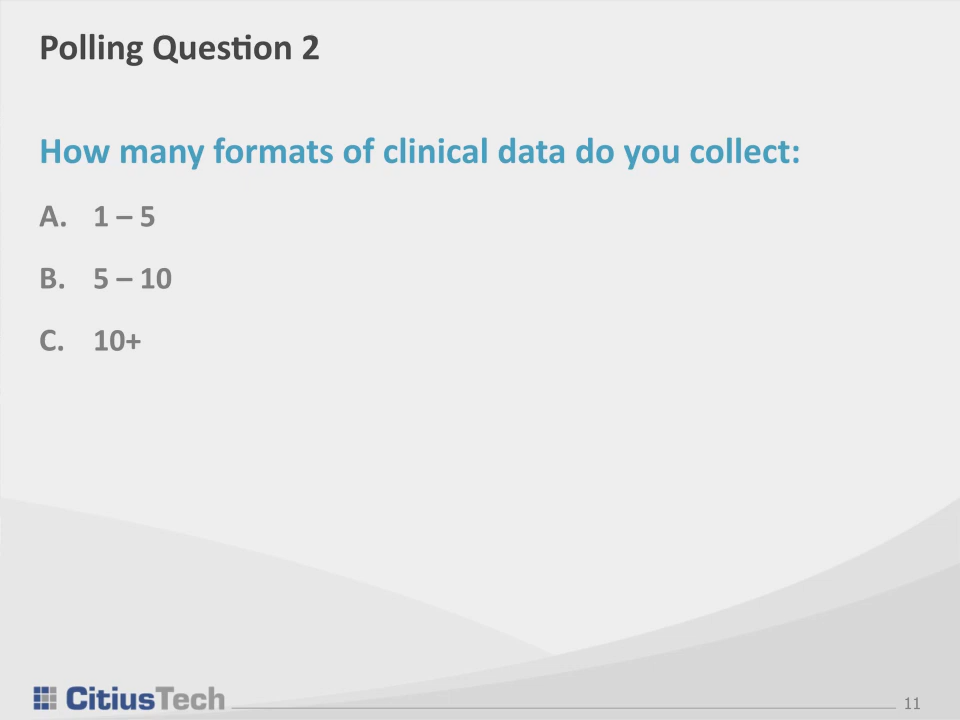 Polling Question 2
How many formats of clinical data do you collect:
A. 1 – 5
B. 5 – 10
C. 10+
CitiusTech
11